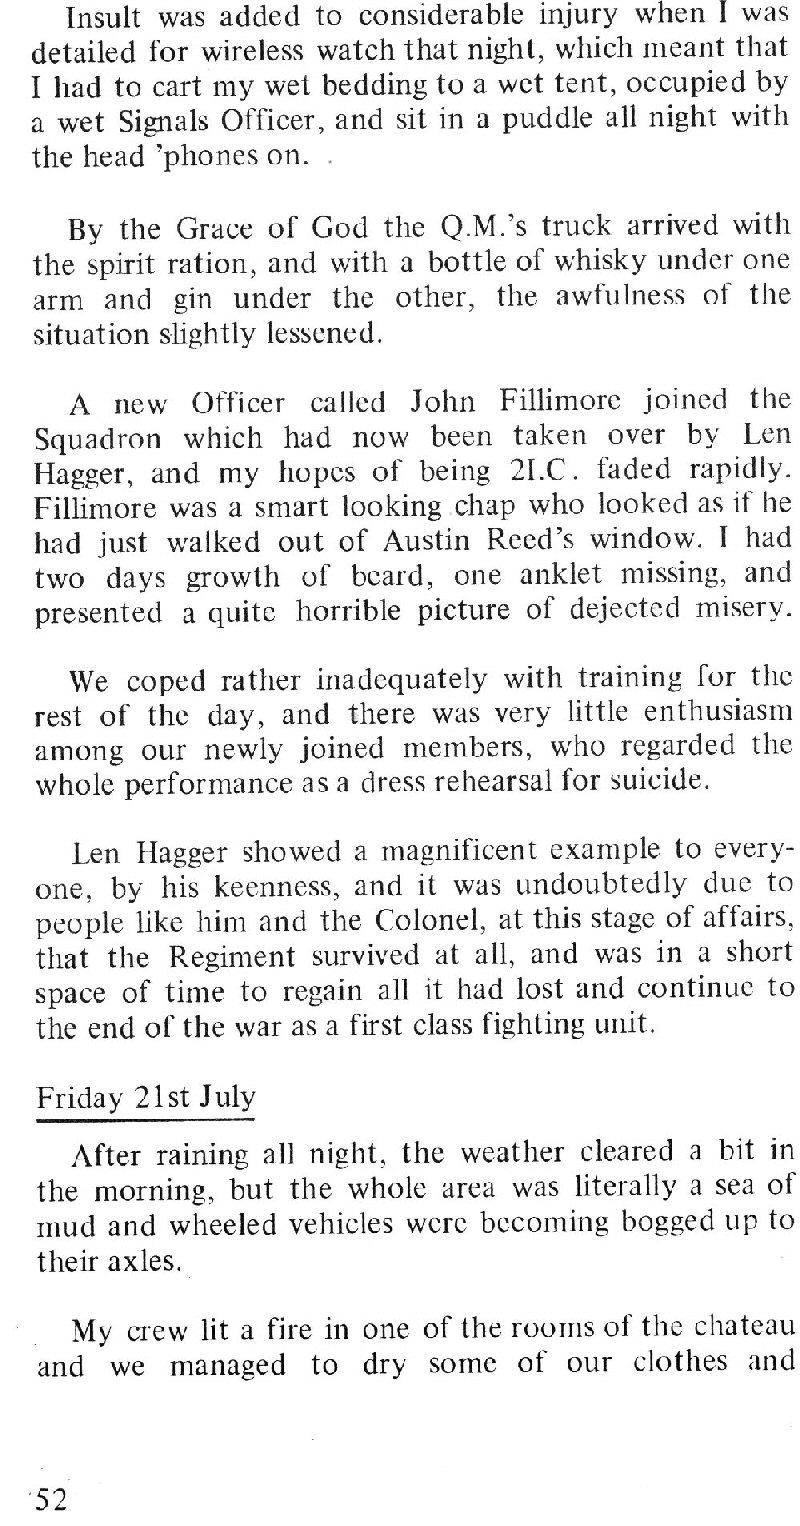 Insult was added to considerable injury when I was
detailed for wireless watch that night, which meant that
I had to cart my wet bedding to a wet tent, occupied by
a wet Signals Officer, and sit in a puddle all night with
the head 'phones on.
By the Grace of God the Q.M.'s truck arrived with
the spirit ration, and with a bottle of whisky under one
arm and gin under the other, the awfulness of the
situation slightly lessened.
A new Officer called John Fillimore joined the
Squadron which had now been taken over by Len
Hagger, and my hopes of being 2I.C. faded rapidly.
Fillimore was a smart looking chap who looked as if he
had just walked out of Austin Reed's window. I had
two days growth of beard, one anklet missing, and
presented a quite horrible picture of dejected misery.
We coped rather inadequately with training for the
rest of the day, and there was very little enthusiasm
among our newly joined members, who regarded the
whole performance as a dress rehearsal for suicide.
Len Hagger showed a magnificent example to every-
one, by his keenness, and it was undoubtedly due to
people like him and the Colonel, at this stage of affairs,
that the Regiment survived at all, and was in a short
space of time to regain all it had lost and continue to
the end of the war as a first class fighting unit.
Friday 21st July
After raining all night, the weather cleared a bit in
the morning, but the whole area was literally a sea of
mud and wheeled vehicles were becoming bogged up to
their axles.
My crew lit a fire in one of the rooms of the chateau
and we managed to dry some of our clothes and
52